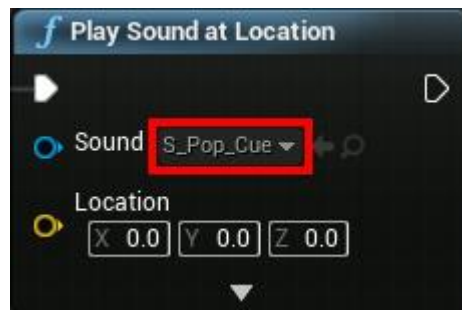 f Play Sound at Location
Sound S_Pop_Cue
Location
X 0.0 Y 0.0 Z 0.0